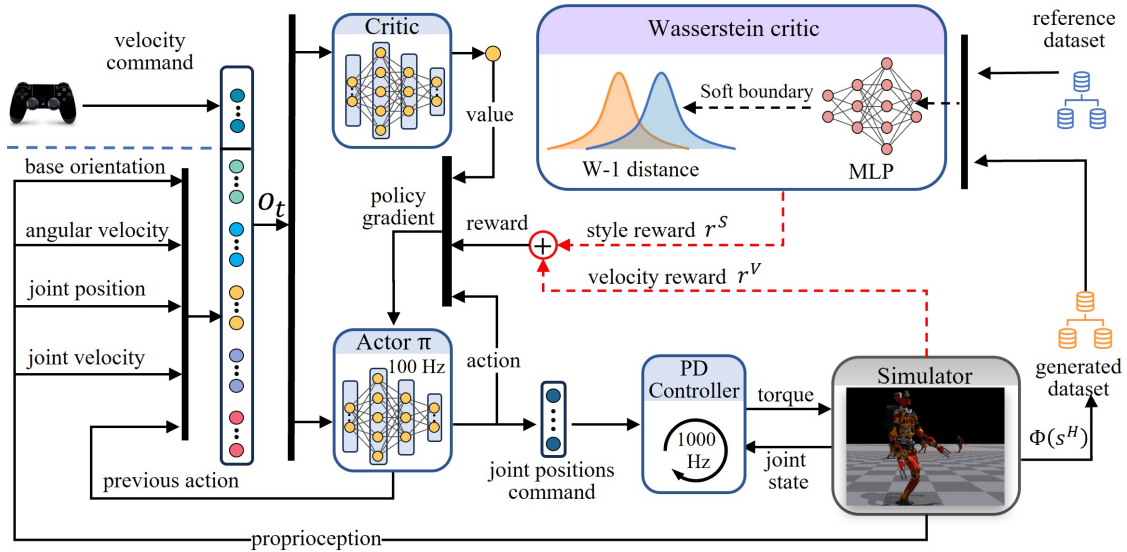 velocity
command
Critic
value
Wasserstein critic
Soft boundary
W-1 distance
MLP
reference
dataset
base orientation
angular velocity
joint position
joint velocity
previous action
proprioception
O_t
policy
gradient
reward
style reward r^S
velocity reward r^V
Actor π
100 Hz
action
joint positions
command
PD
Controller
1000
Hz
torque
joint
state
Simulator
generated
dataset
Φ(s^H)